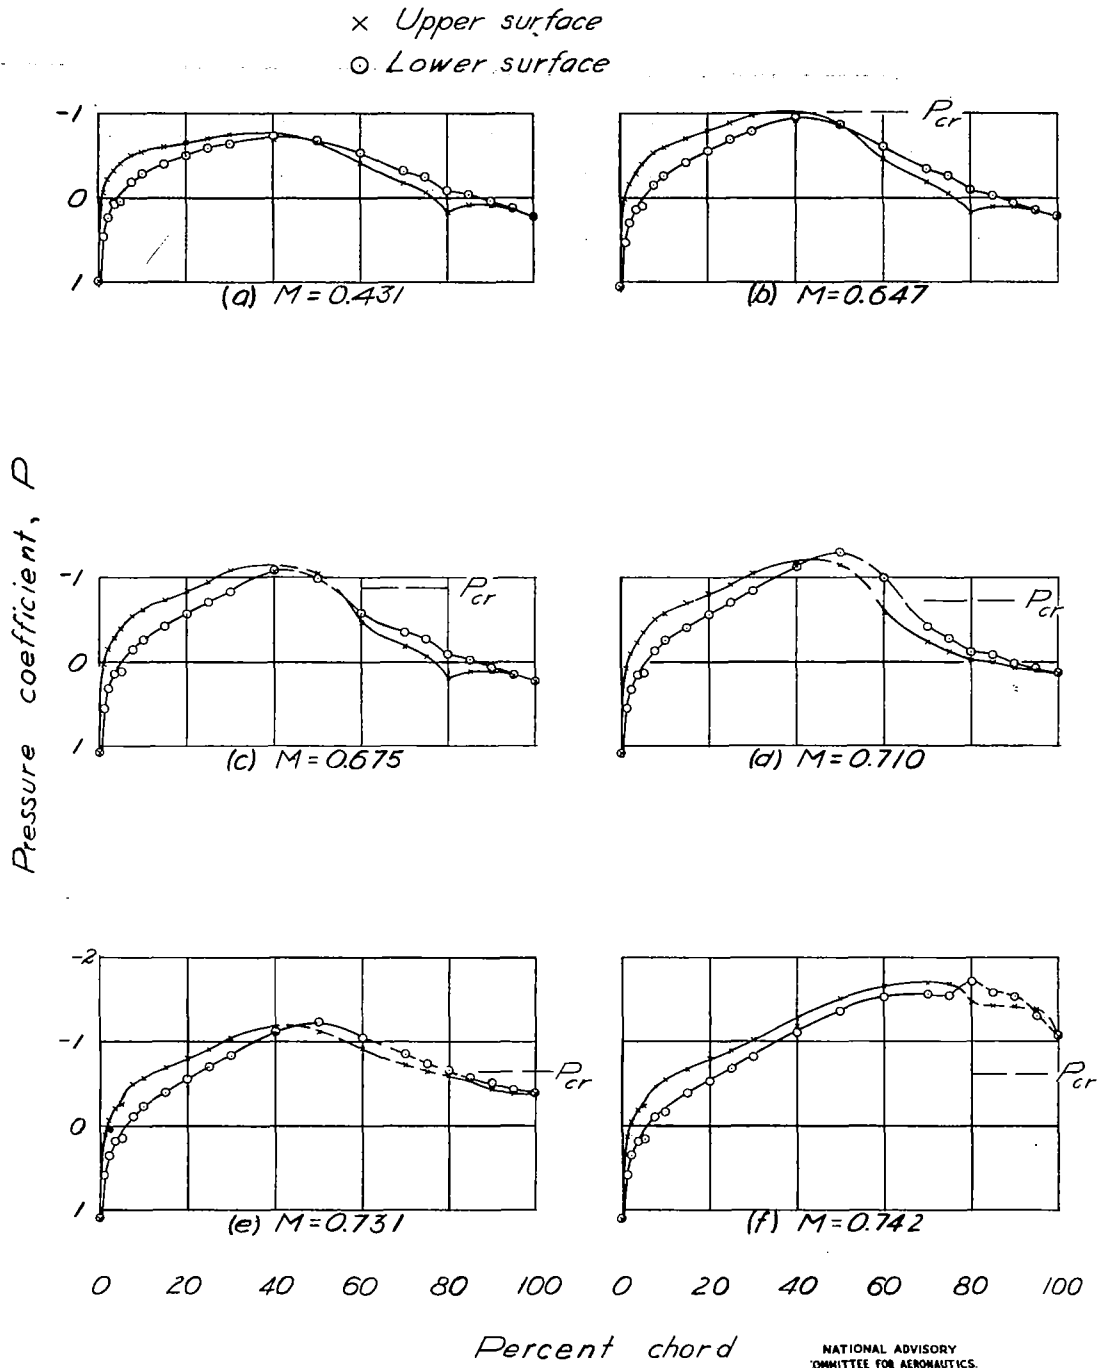 × Upper surface
⊙ Lower surface
-1
0
1
P_cr
(a) M = 0.431
(b) M = 0.647
Pressure coefficient, P
-1
0
1
P_cr
P_cr
(c) M = 0.675
(d) M = 0.710
-2
-1
0
1
P_cr
P_cr
(e) M = 0.731
(f) M = 0.742
0 20 40 60 80 100 0 20 40 60 80 100
Percent chord
NATIONAL ADVISORY
COMMITTEE FOR AERONAUTICS.